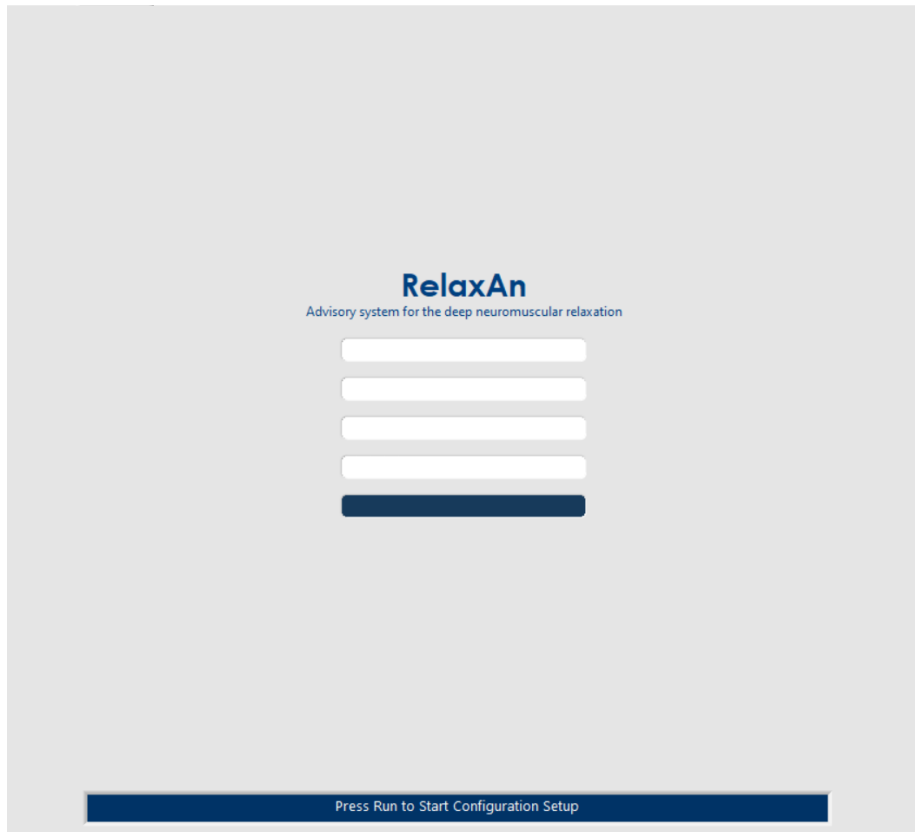 RelaxAn
Advisory system for the deep neuromuscular relaxation
Press Run to Start Configuration Setup